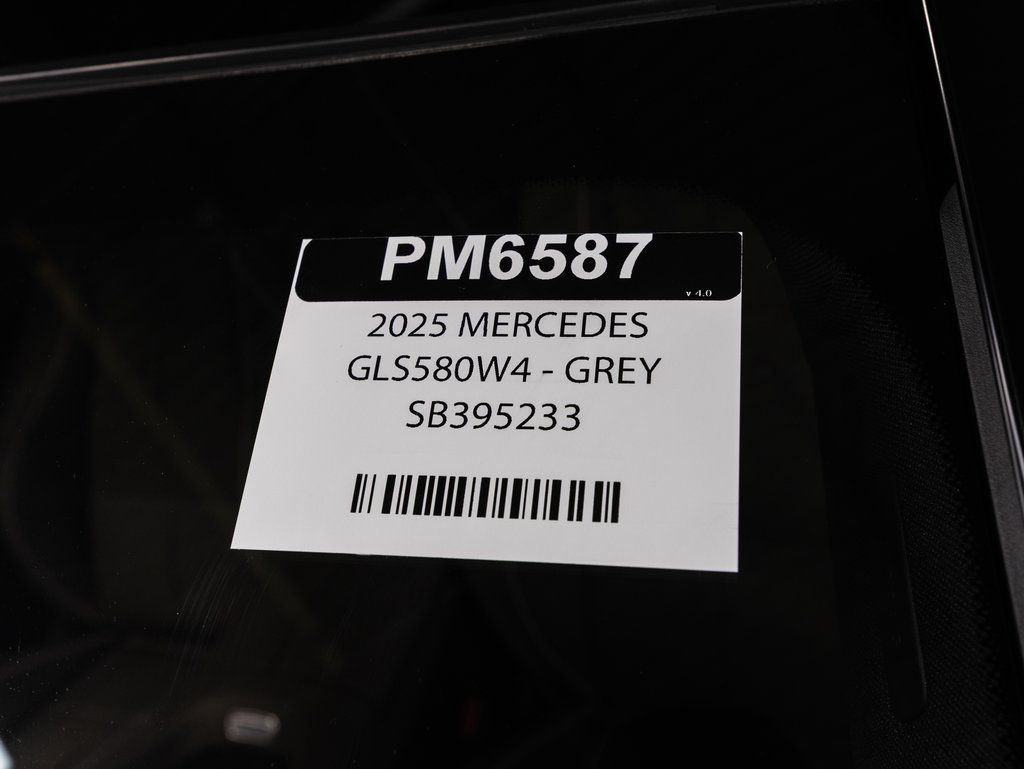 PM6587
v 4.0
2025 MERCEDES
GLS580W4 - GREY
SB395233